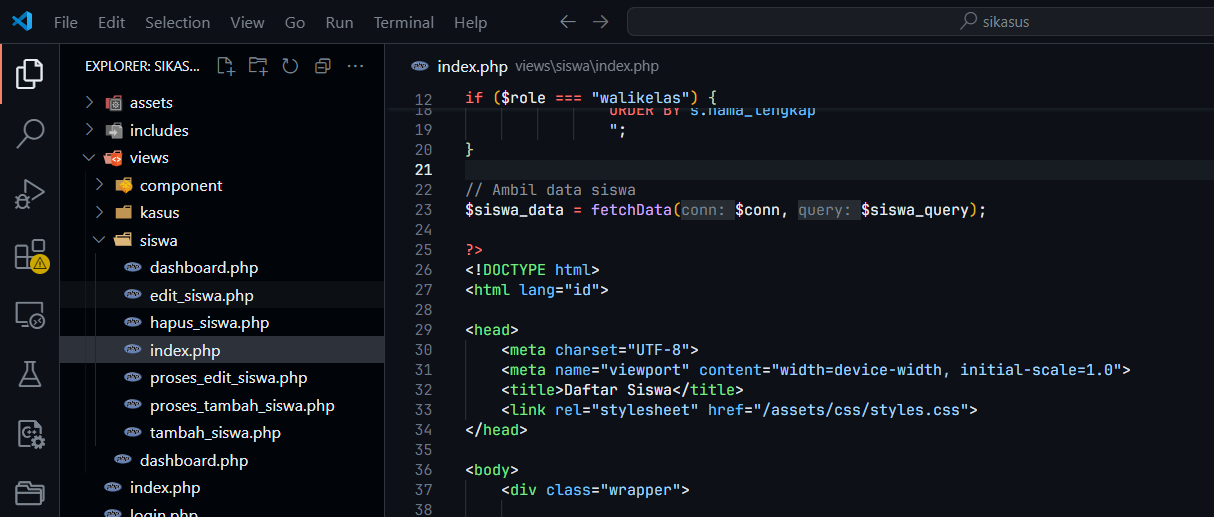 File Edit Selection View Go Run Terminal Help
sikasus
EXPLORER: SIKAS...
assets
includes
views
component
kasus
siswa
dashboard.php
edit_siswa.php
hapus_siswa.php
index.php
proses_edit_siswa.php
proses_tambah_siswa.php
tambah_siswa.php
dashboard.php
index.php
login.php
index.php views\siswa\index.php
12 if ($role === "walikelas") {
18 ORDER BY s.nama_lengkap
19 ";
20 }
21
22 // Ambil data siswa
23 $siswa_data = fetchData(conn: $conn, query: $siswa_query);
24
25 ?>
26 <!DOCTYPE html>
27 <html lang="id">
28
29 <head>
30 <meta charset="UTF-8">
31 <meta name="viewport" content="width=device-width, initial-scale=1.0">
32 <title>Daftar Siswa</title>
33 <link rel="stylesheet" href="/assets/css/styles.css">
34 </head>
35
36 <body>
37 <div class="wrapper">
38